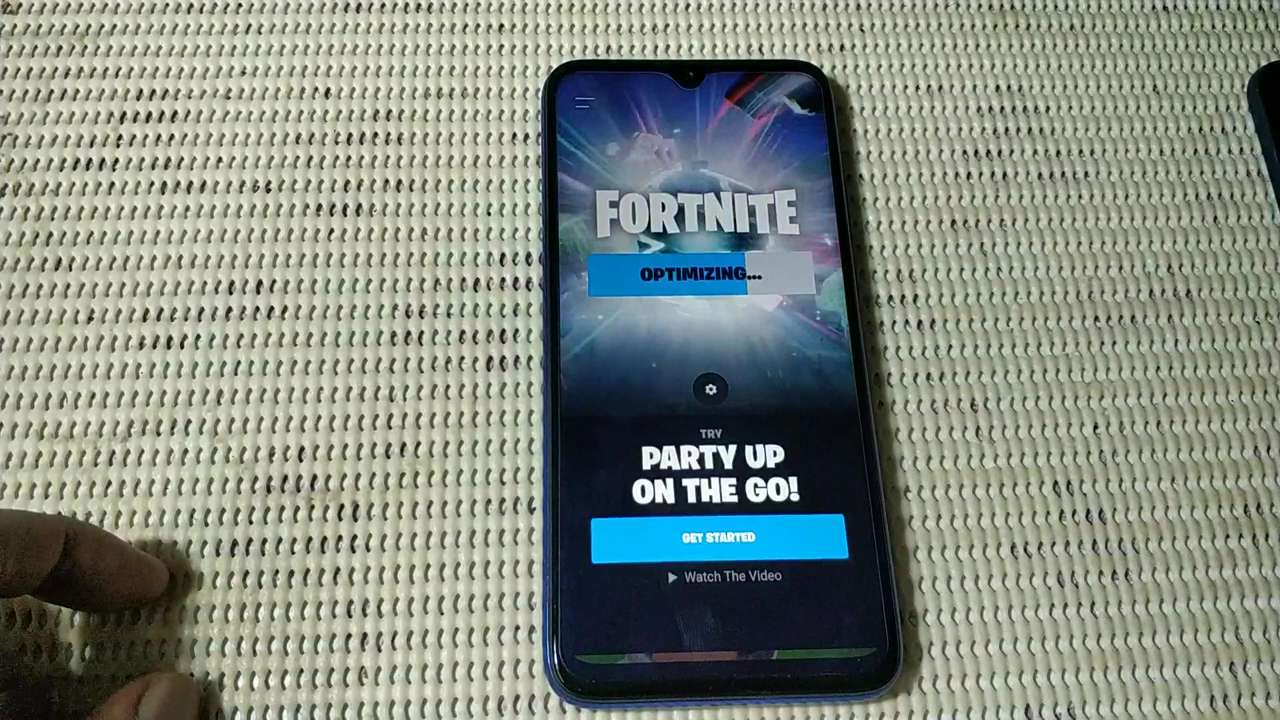 FORTNITE
OPTIMIZING...
TRY
PARTY UP
ON THE GO!
GET STARTED
Watch The Video